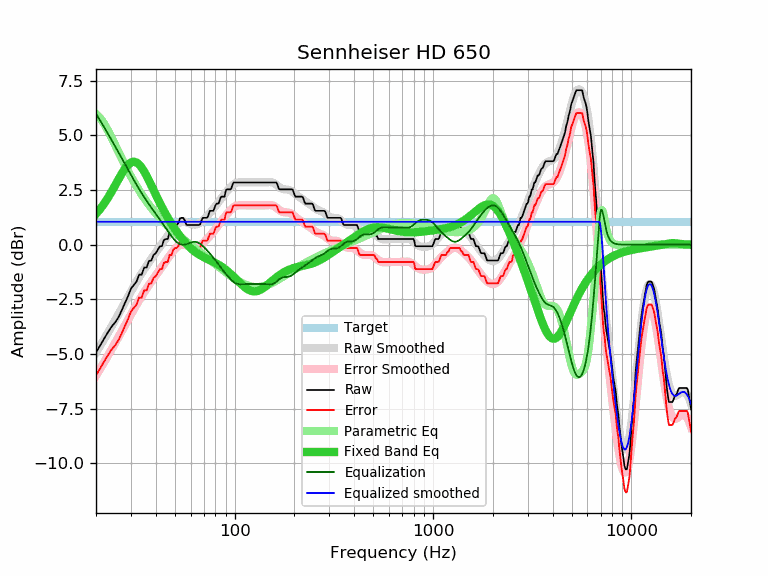 Sennheiser HD 650
7.5
5.0
2.5
0.0
−2.5
−5.0
−7.5
−10.0
Amplitude (dBr)
Target
Raw Smoothed
Error Smoothed
Raw
Error
Parametric Eq
Fixed Band Eq
Equalization
Equalized smoothed
100
1000
10000
Frequency (Hz)